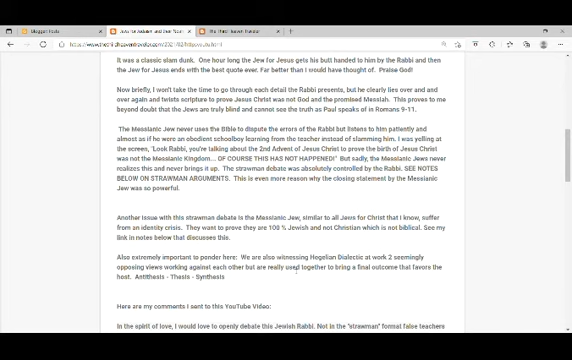 Blogger: Posts
Jews for Judaism and their "Slam
The Third Heaven Traveler
It was a classic slam dunk. One hour long the Jew for Jesus gets his butt handed to him by the Rabbi and then
the Jew for Jesus ends with the best quote ever. Far better than I would have thought of. Praise God!
Now briefly, I won't take the time to go through each detail the Rabbi presents, but he clearly lies over and and
over again and twists scripture to prove Jesus Christ was not God and the promised Messiah. This proves to me
beyond doubt that the Jews are truly blind and cannot see the truth as Paul speaks of in Romans 9-11.
The Messianic Jew never uses the Bible to dispute the errors of the Rabbi but listens to him patiently and
almost as if he were an obedient schoolboy learning from the teacher instead of slamming him. I was yelling at
the screen, "Look Rabbi, you're talking about the 2nd Advent of Jesus Christ to prove the birth of Jesus Christ
was not the Messianic Kingdom... OF COURSE THIS HAS NOT HAPPENED!" But sadly, the Messianic Jews never
realizes this and never brings it up. The strawman debate was absolutely controlled by the Rabbi. SEE NOTES
BELOW ON STRAWMAN ARGUMENTS. This is even more reason why the closing statement by the Messianic
Jew was so powerful.
Another issue with this strawman debate is the Messianic Jew, similar to all Jews for Christ that I know, suffer
from an identity crisis. They want to prove they are 100 % Jewish and not Christian which is not biblical. See my
link in notes below that discusses this.
Also extremely important to ponder here: We are also witnessing Hegelian Dialectic at work 2 seemingly
opposing views working against each other but are really used together to bring a final outcome that favors the
host. Antithesis - Thesis - Synthesis
Here are my comments I sent to this YouTube Video:
In the spirit of love, I would love to openly debate this Jewish Rabbi. Not in the "strawman" format false teachers